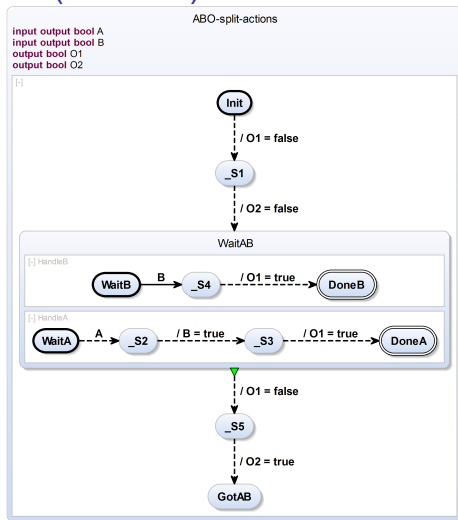 ABO-split-actions
input output bool A
input output bool B
output bool O1
output bool O2
[-]
Init
/ O1 = false
_S1
/ O2 = false
WaitAB
[-] HandleB
WaitB
B
_S4
/ O1 = true
DoneB
[-] HandleA
WaitA
A
_S2
/ B = true
_S3
/ O1 = true
DoneA
/ O1 = false
_S5
/ O2 = true
GotAB